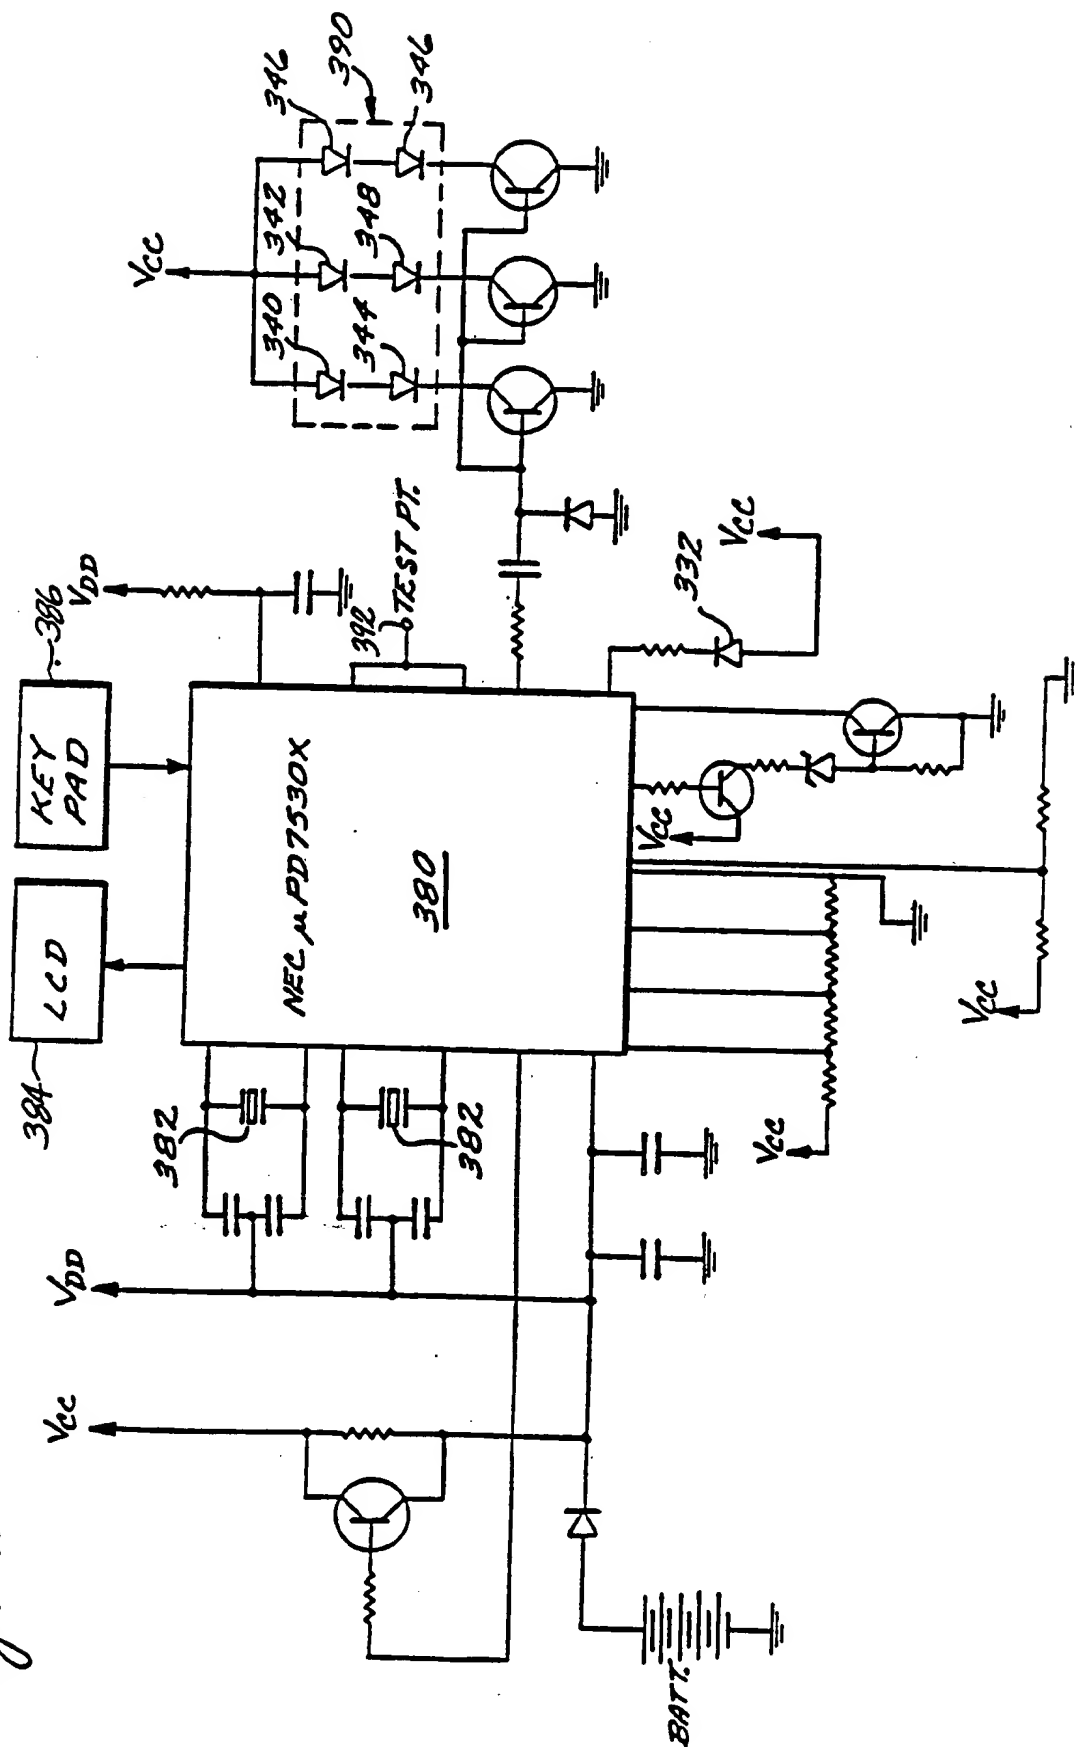 386
KEY
PAD
384
LCD
VDD
VCC
346
390
346
342
348
340
344
392
TEST PT.
NEC µPD7530X
380
382
382
VDD
VCC
332
VCC
VCC
VCC
VCC
BATT.